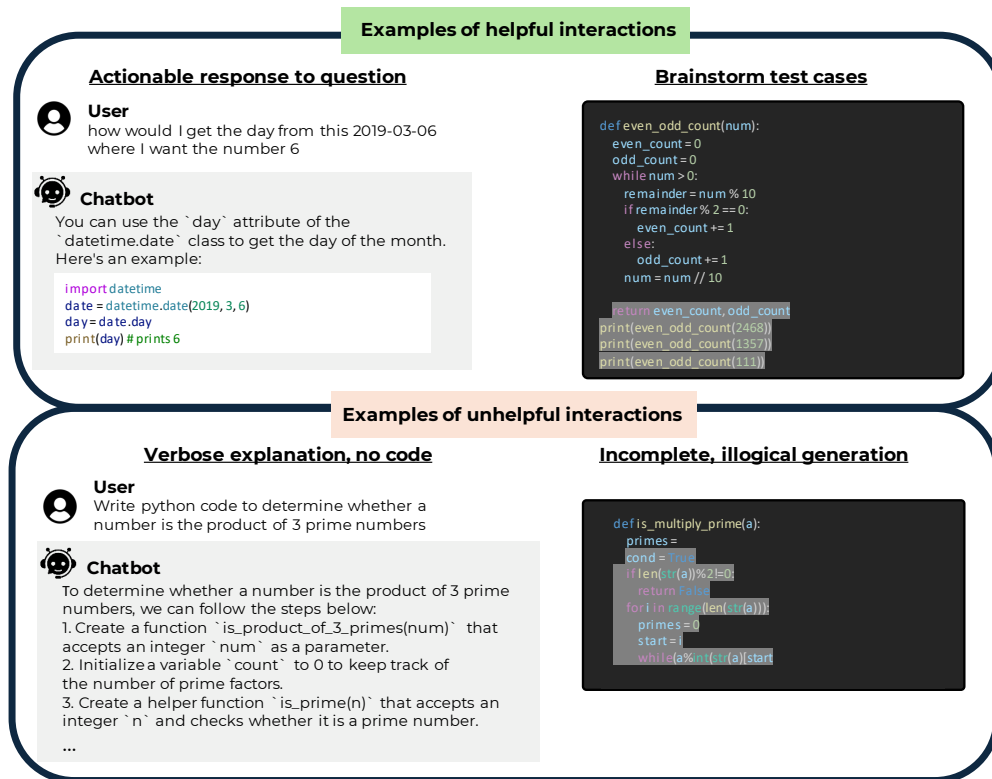 Examples of helpful interactions
Actionable response to question
User
how would I get the day from this 2019-03-06
where I want the number 6
Chatbot
You can use the `day` attribute of the
`datetime.date` class to get the day of the month.
Here's an example:
import datetime
date = datetime.date(2019, 3, 6)
day = date.day
print(day) # prints 6
Brainstorm test cases
def even_odd_count(num):
even_count = 0
odd_count = 0
while num > 0:
remainder = num % 10
if remainder % 2 == 0:
even_count += 1
else:
odd_count += 1
num = num // 10
return even_count, odd_count
print(even_odd_count(2468))
print(even_odd_count(1357))
print(even_odd_count(111))
Examples of unhelpful interactions
Verbose explanation, no code
User
Write python code to determine whether a
number is the product of 3 prime numbers
Chatbot
To determine whether a number is the product of 3 prime
numbers, we can follow the steps below:
1. Create a function `is_product_of_3_primes(num)` that
accepts an integer `num` as a parameter.
2. Initialize a variable `count` to 0 to keep track of
the number of prime factors.
3. Create a helper function `is_prime(n)` that accepts an
integer `n` and checks whether it is a prime number.
...
Incomplete, illogical generation
def is_multiply_prime(a):
primes =
cond = True
if len(str(a))%2!=0:
return False
for i in range(len(str(a))):
primes = 0
start = i
while(a%int(str(a)[start